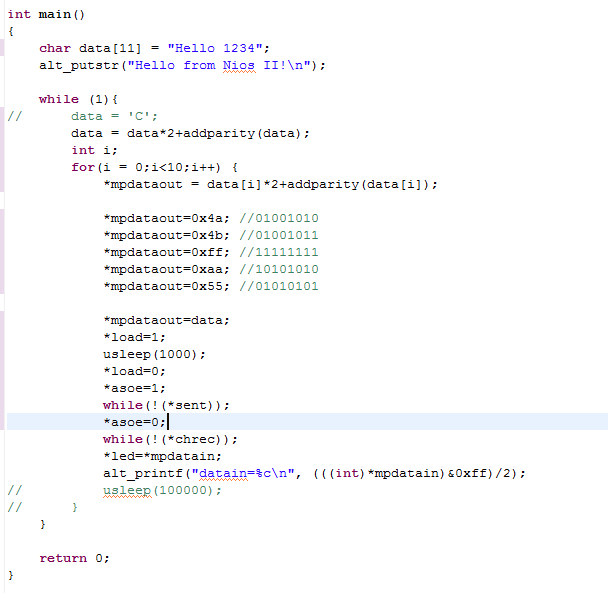 int main()
{
    char data[11] = "Hello 1234";
    alt_putstr("Hello from Nios II!\n");

    while (1){
//      data = 'C';
        data = data*2+addparity(data);
        int i;
        for(i = 0;i<10;i++) {
            *mpdataout = data[i]*2+addparity(data[i]);

            *mpdataout=0x4a; //01001010
            *mpdataout=0x4b; //01001011
            *mpdataout=0xff; //11111111
            *mpdataout=0xaa; //10101010
            *mpdataout=0x55; //01010101

            *mpdataout=data;
            *load=1;
            usleep(1000);
            *load=0;
            *asoe=1;
            while(!(*sent));
            *asoe=0;
            while(!(*chrec));
            *led=*mpdatain;
            alt_printf("datain=%c\n", (((int)*mpdatain)&0xff)/2);
//          usleep(100000);
//      }
    }

    return 0;
}